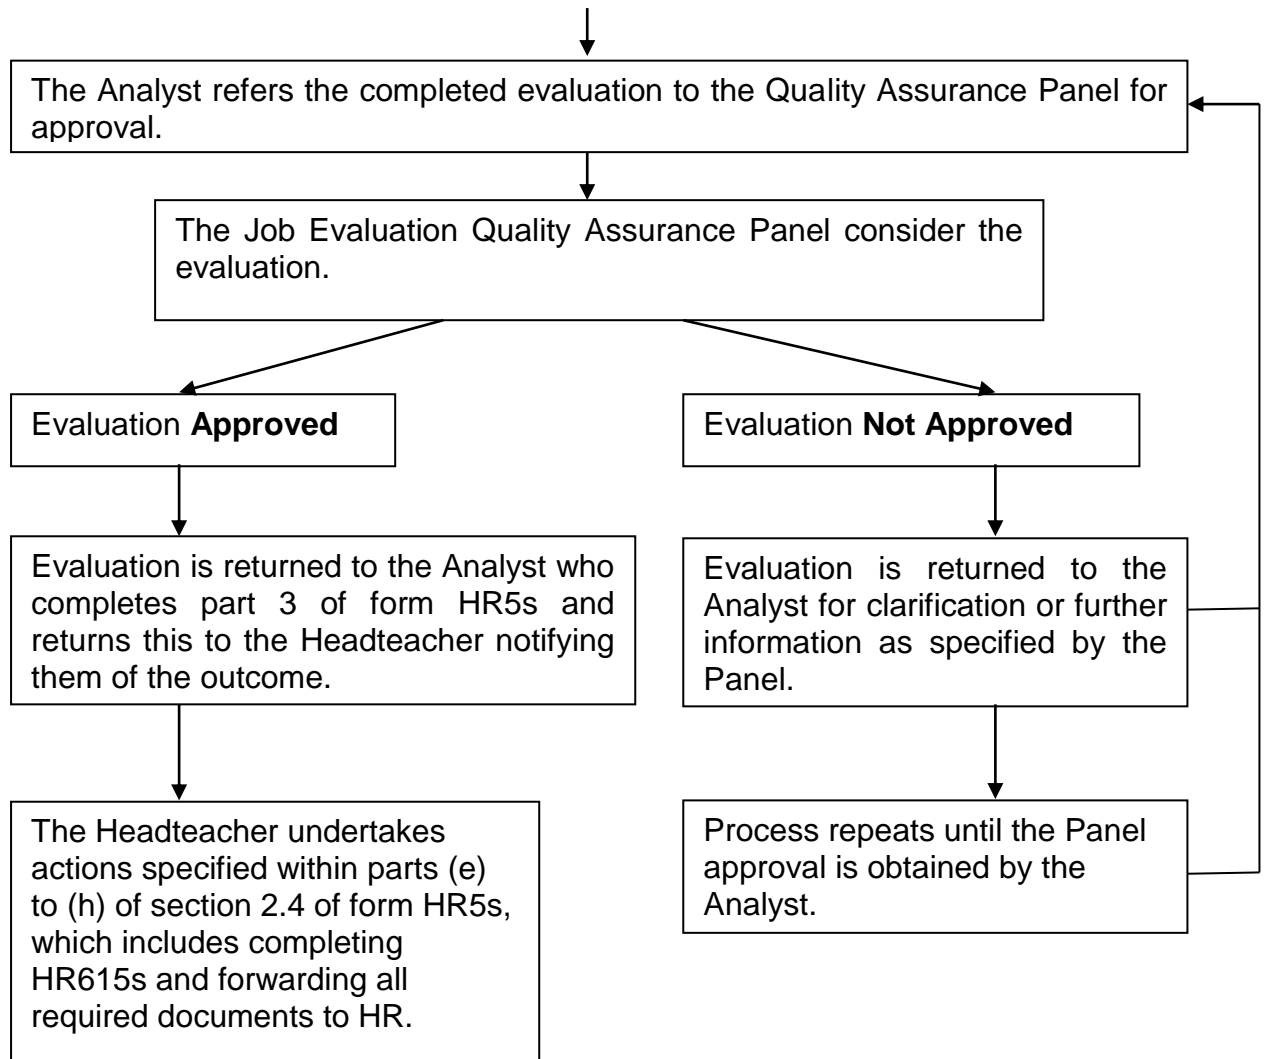 The Analyst refers the completed evaluation to the Quality Assurance Panel for
approval.
The Job Evaluation Quality Assurance Panel consider the
evaluation.
Evaluation Approved
Evaluation Not Approved
Evaluation is returned to the Analyst who
completes part 3 of form HR5s and
returns this to the Headteacher notifying
them of the outcome.
Evaluation is returned to the
Analyst for clarification or further
information as specified by the
Panel.
The Headteacher undertakes
actions specified within parts (e)
to (h) of section 2.4 of form HR5s,
which includes completing
HR615s and forwarding all
required documents to HR.
Process repeats until the Panel
approval is obtained by the
Analyst.